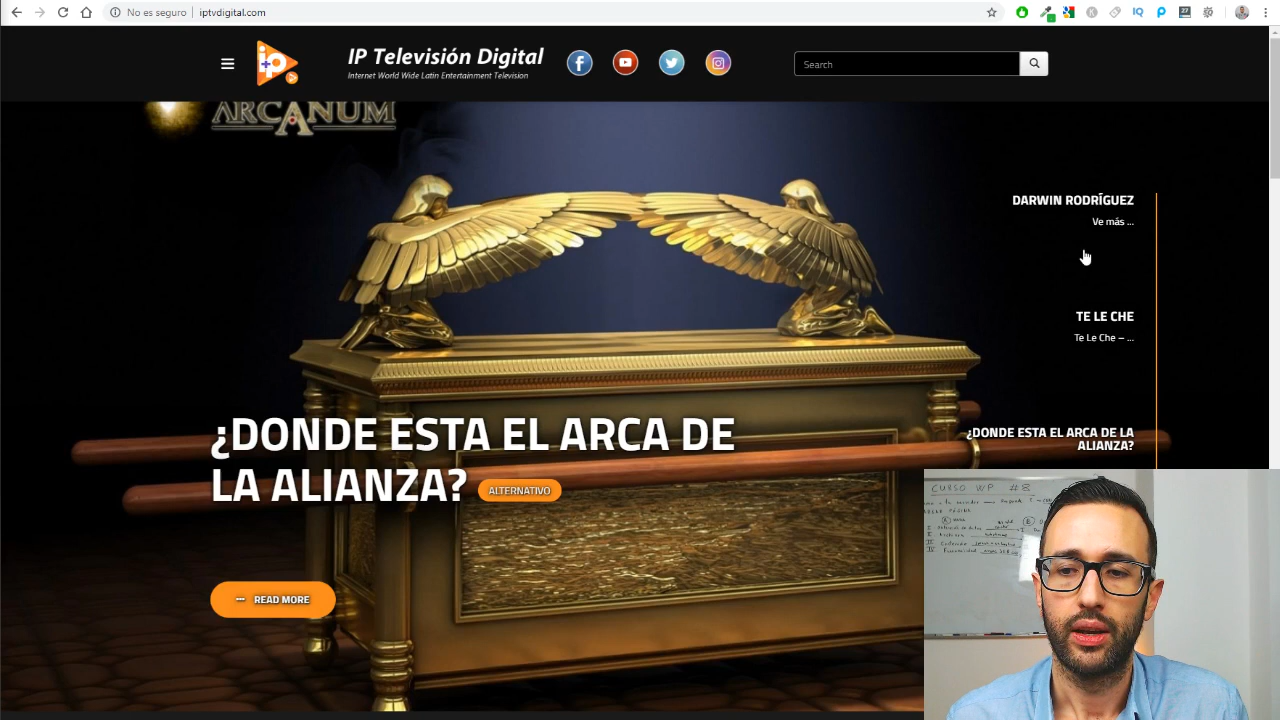 No es seguro | iptvdigital.com
IP Televisión Digital
Internet World Wide Latin Entertainment Television
Search
ip
ARCANUM
DARWIN RODRÍGUEZ
Ve más ...
TE LE CHE
Te Le Che – ...
¿DONDE ESTA EL ARCA DE LA
ALIANZA?
¿DONDE ESTA EL ARCA DE
LA ALIANZA? ALTERNATIVO
READ MORE
CURSO WP #8